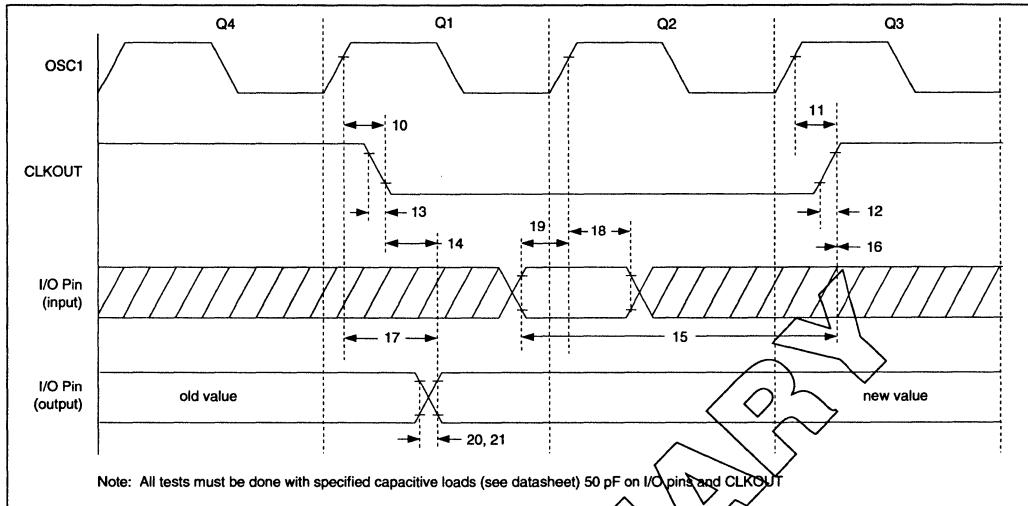 Q4 Q1 Q2 Q3
OSC1
11
10
CLKOUT
13
12
19
18
14
16
I/O Pin
(input)
17
15
I/O Pin
(output)
old value
new value
20, 21
Note: All tests must be done with specified capacitive loads (see datasheet) 50 pF on I/O pins and CLKOUT